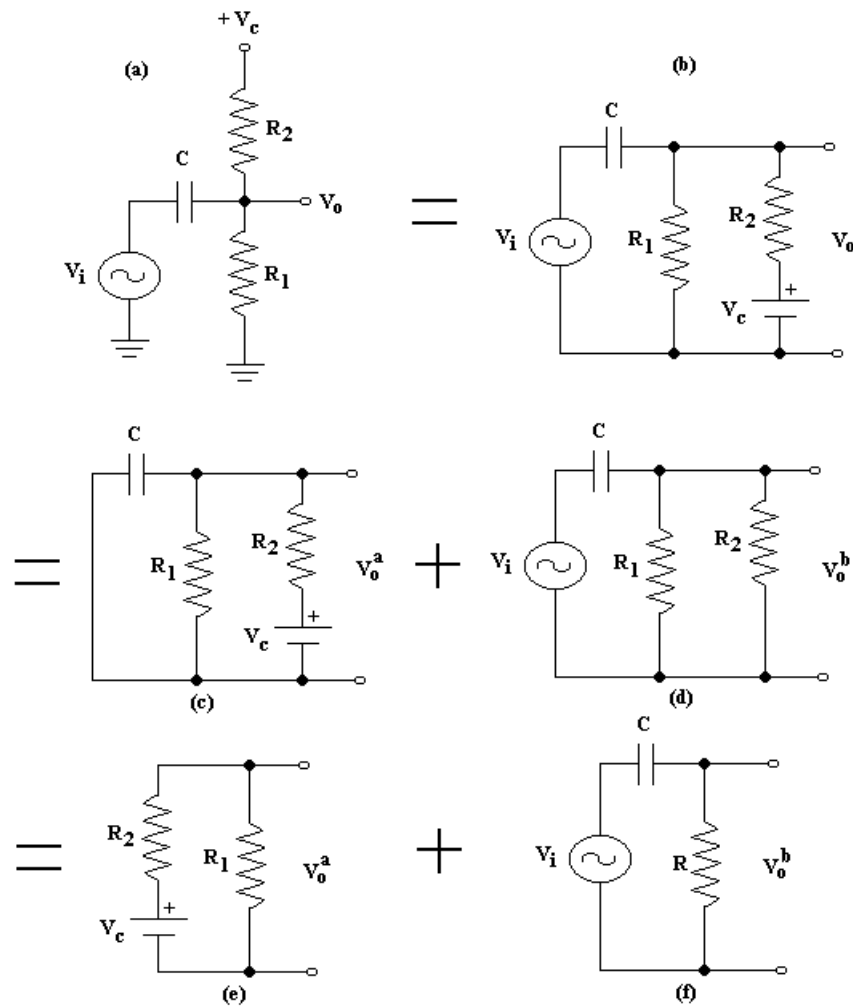 + Vc
(a)
R2
C
Vo
Vi
R1
=
(b)
C
Vi
R1
R2
Vc
+
Vo
=
C
R1
R2
Vc
+
Vo^a
(c)
+
C
Vi
R1
R2
Vo^b
(d)
=
R2
Vc
+
R1
Vo^a
(e)
+
C
Vi
R
Vo^b
(f)